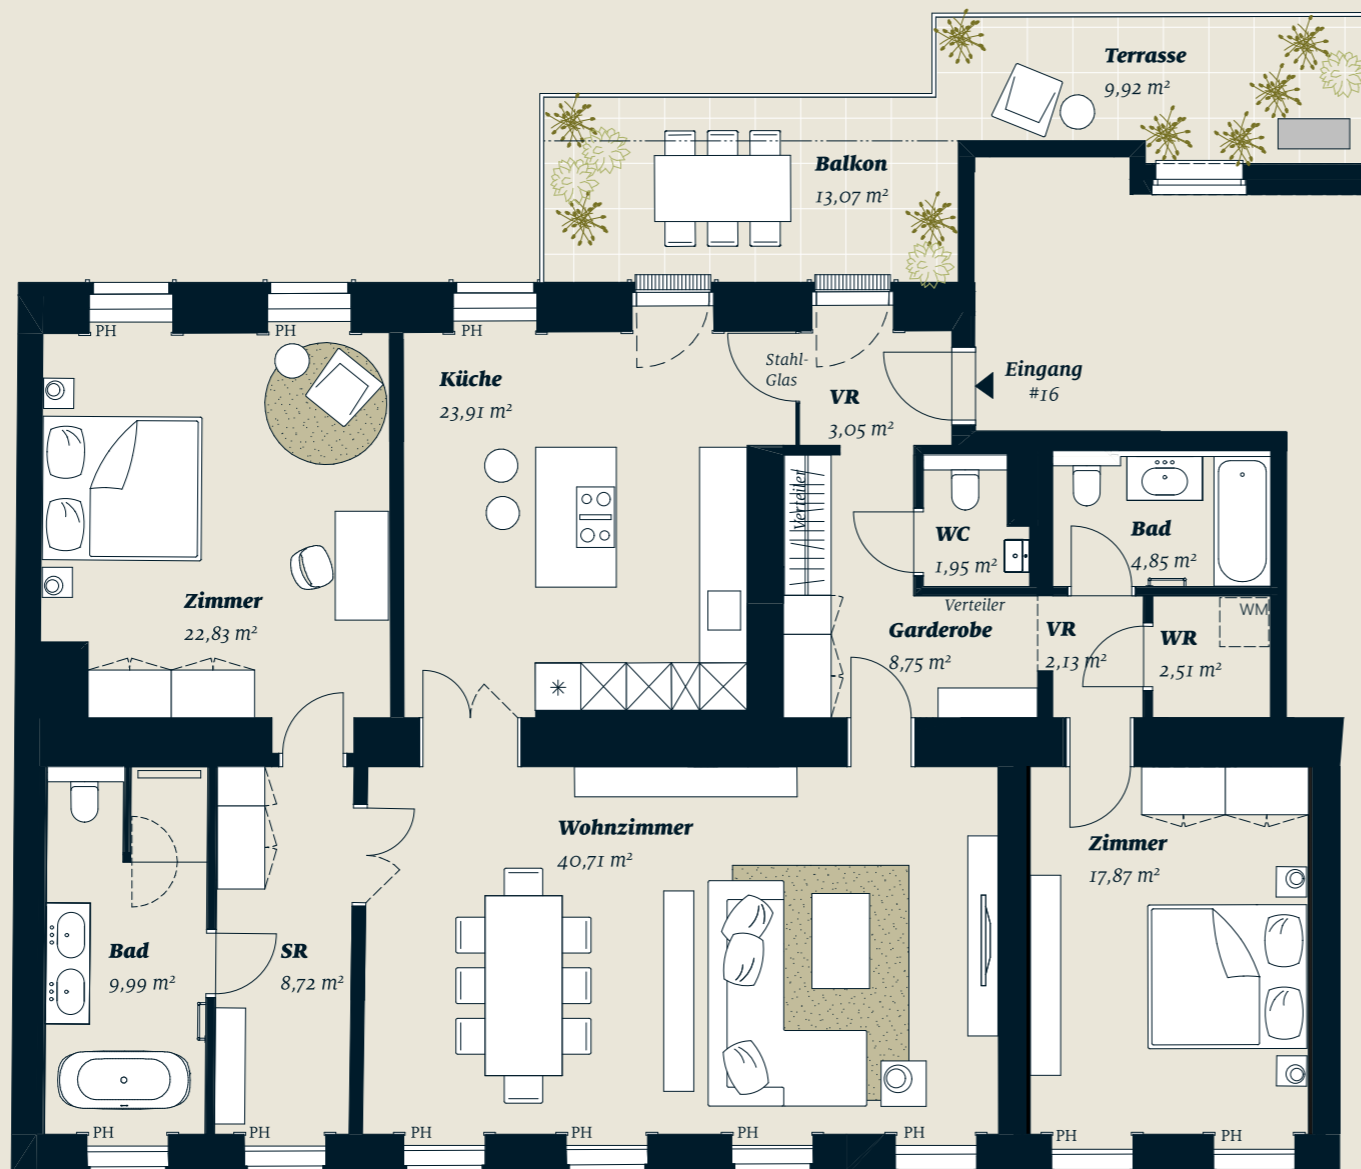 Terrasse
9,92 m²
Balkon
13,07 m²
PH
PH
PH
Stahl-
Glas
Eingang
#16
Küche
23,91 m²
VR
3,05 m²
Verteiler
WC
1,95 m²
Bad
4,85 m²
Zimmer
22,83 m²
Verteiler
Garderobe
8,75 m²
VR
2,13 m²
WR
2,51 m²
WM
Wohnzimmer
40,71 m²
Zimmer
17,87 m²
Bad
9,99 m²
SR
8,72 m²
PH
PH
PH
PH
PH
PH
PH
PH